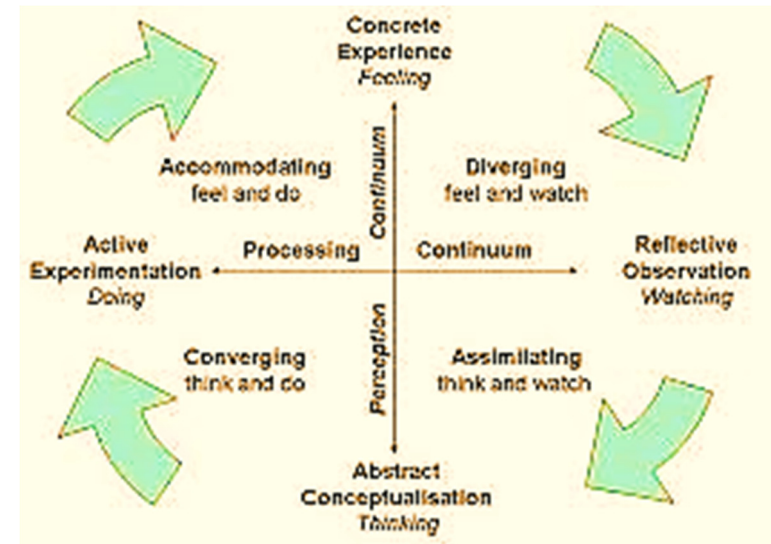 Concrete
Experience
Feeling
Continuum
Accommodating
feel and do
Diverging
feel and watch
Active
Experimentation
Doing
Processing
Continuum
Reflective
Observation
Watching
Perception
Converging
think and do
Assimilating
think and watch
Abstract
Conceptualisation
Thinking